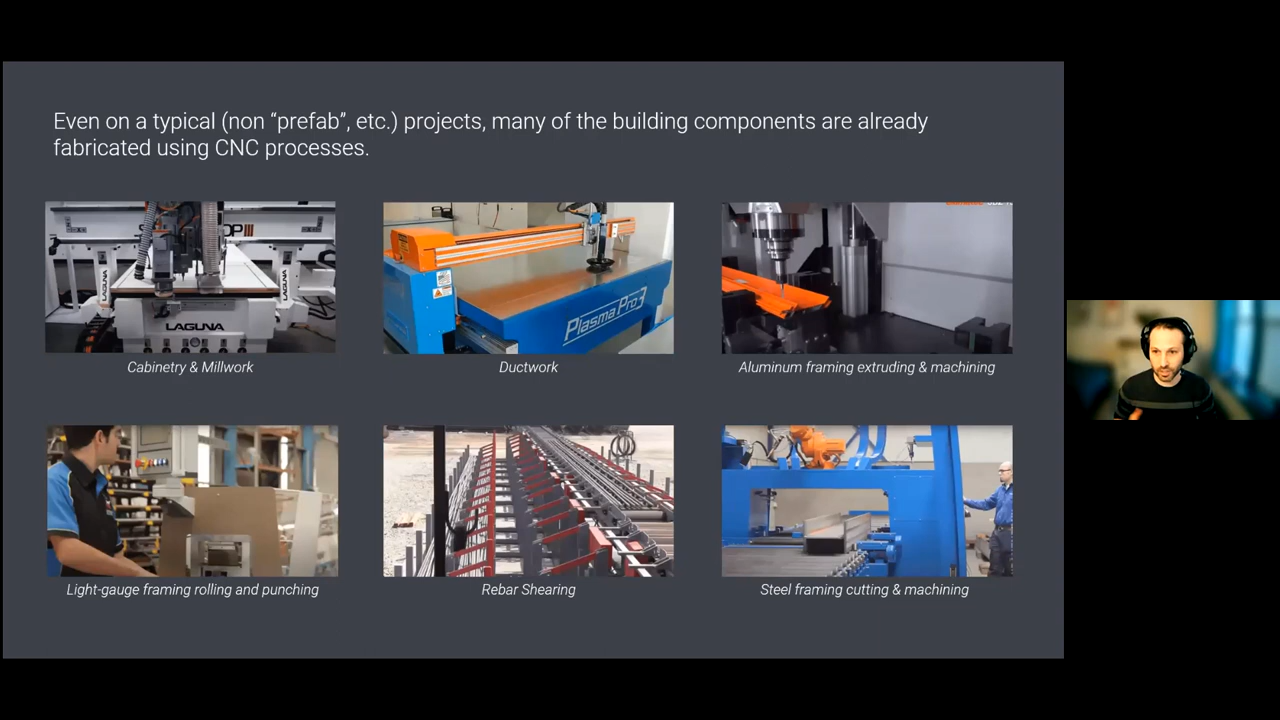 Even on a typical (non “prefab”, etc.) projects, many of the building components are already
fabricated using CNC processes.
LAGUNA
LAGUNA
LAGUNA
Plasma Pro
Cabinetry & Millwork
Ductwork
Aluminum framing extruding & machining
Light-gauge framing rolling and punching
Rebar Shearing
Steel framing cutting & machining